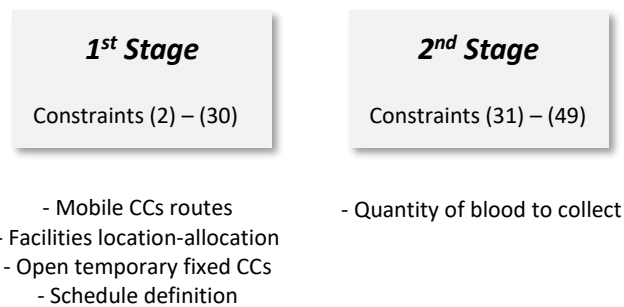 1st Stage
Constraints (2) – (30)
2nd Stage
Constraints (31) – (49)
- Mobile CCs routes
- Facilities location-allocation
- Open temporary fixed CCs
- Schedule definition
- Quantity of blood to collect